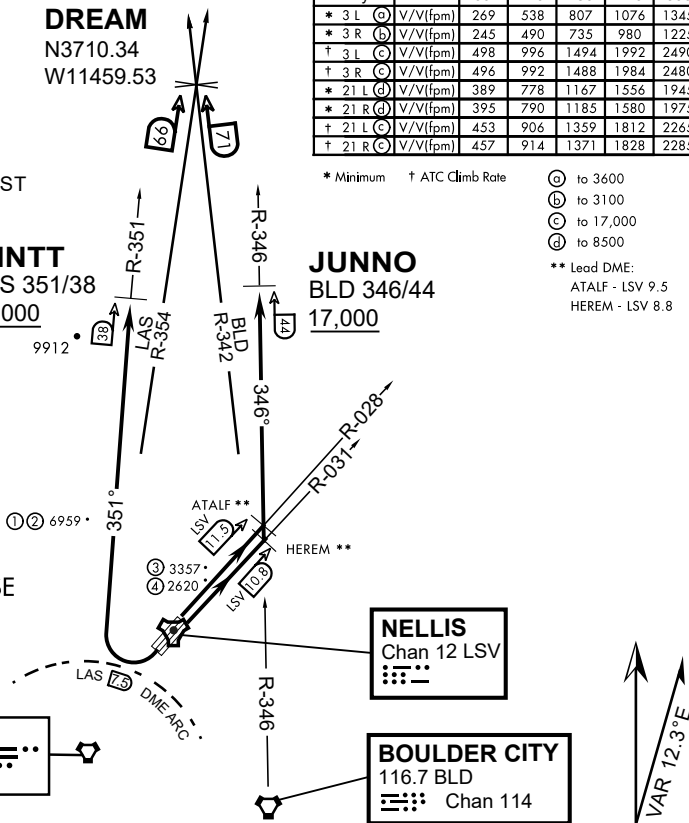 DREAM
N3710.34
W11459.53
66
71
ST
* 3 L ⓐ V/V(fpm) 269 538 807 1076 1345
* 3 R ⓑ V/V(fpm) 245 490 735 980 1225
† 3 L ⓒ V/V(fpm) 498 996 1494 1992 2490
† 3 R ⓒ V/V(fpm) 496 992 1488 1984 2480
* 21 L ⓓ V/V(fpm) 389 778 1167 1556 1945
* 21 R ⓓ V/V(fpm) 395 790 1185 1580 1975
† 21 L ⓒ V/V(fpm) 453 906 1359 1812 2265
† 21 R ⓒ V/V(fpm) 457 914 1371 1828 2285
* Minimum † ATC Climb Rate
ⓐ to 3600
ⓑ to 3100
ⓒ to 17,000
ⓓ to 8500
** Lead DME:
ATALF - LSV 9.5
HEREM - LSV 8.8
R-351
R-346
NTT
S 351/38
000
9912
38
LAS
R-354
BLD
R-342
44
JUNNO
BLD 346/44
17,000
346°
R-028
R-031
351°
① ② 6959
ATALF **
LSV
11.5
HEREM **
③ 3357
④ 2620
LSV
10.8
E
LAS 7.5 DME ARC
R-346
NELLIS
Chan 12 LSV
BOULDER CITY
116.7 BLD
Chan 114
VAR 12.3°E